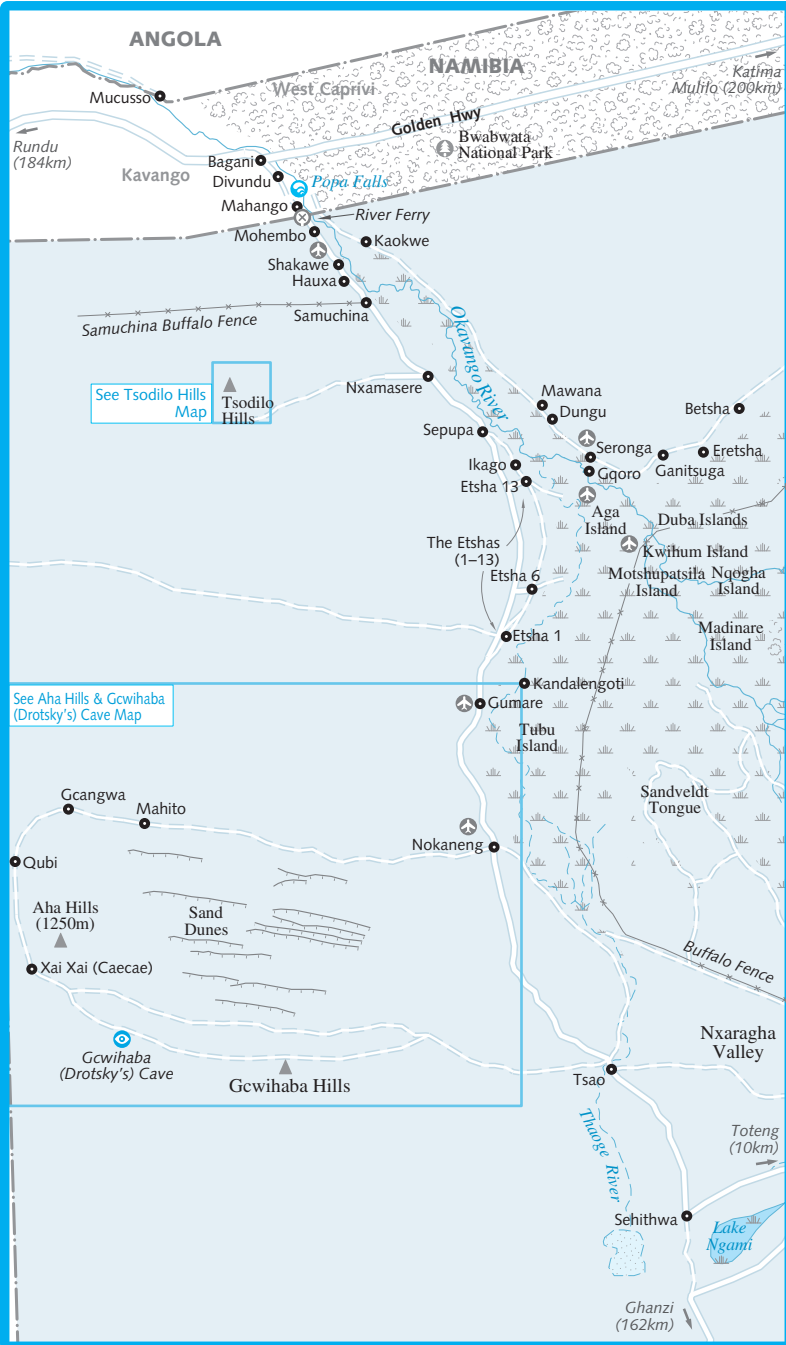 ANGOLA
NAMIBIA
Mucusso
West Caprivi
Katima
Mulilo (200km)
Golden Hwy
Rundu
(184km)
Bwabwata
National Park
Bagani
Kavango
Divundu
Popa Falls
Mahango
River Ferry
Mohembo
Kaokwe
Shakawe
Hauxa
Samuchina
Samuchina Buffalo Fence
Okavango River
See Tsodilo Hills
Map
Tsodilo
Hills
Nxamasere
Mawana
Dungu
Betsha
Sepupa
Seronga
Eretsha
Ikago
Gqoro
Ganitsuga
Etsha 13
Aga
Island
Duba Islands
The Etshas
(1–13)
Kwihum Island
Etsha 6
Motshupatsila
Island
Nqogha
Island
Madinare
Island
Etsha 1
See Aha Hills & Gcwihaba
(Drotsky's) Cave Map
Kandalengoti
Gumare
Tubu
Island
Sandveldt
Tongue
Gcangwa
Mahito
Nokaneng
Qubi
Aha Hills
(1250m)
Sand
Dunes
Buffalo Fence
Xai Xai (Caecae)
Nxaragha
Valley
Gcwihaba
(Drotsky's) Cave
Gcwihaba Hills
Tsao
Thaoge River
Toteng
(10km)
Sehithwa
Lake
Ngami
Ghanzi
(162km)